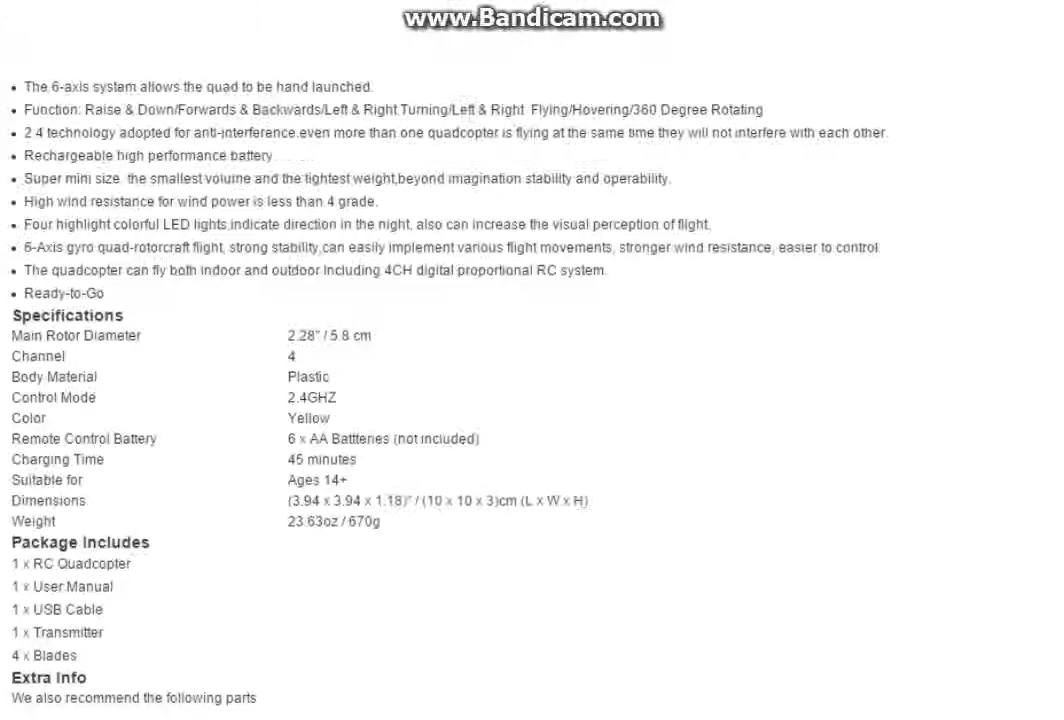 www.Bandicam.com
The 6-axis system allows the quad to be hand launched.
Function: Raise & Down/Forwards & Backwards/Left & Right Turning/Left & Right Flying/Hovering/360 Degree Rotating
2.4 technology adopted for anti-interference.even more than one quadcopter is flying at the same time they will not interfere with each other.
Rechargeable high performance battery
Super mini size, the smallest volume and the lightest weight,beyond imagination stability and operability.
High wind resistance for wind power is less than 4 grade.
Four highlight colorful LED lights,indicate direction in the night, also can increase the visual perception of flight.
6-Axis gyro quad-rotorcraft flight, strong stability,can easily implement various flight movements, stronger wind resistance, easier to control.
The quadcopter can fly both indoor and outdoor Including 4CH digital proportional RC system.
Ready-to-Go
Specifications
Main Rotor Diameter 2.28" / 5.8 cm
Channel 4
Body Material Plastic
Control Mode 2.4GHZ
Color Yellow
Remote Control Battery 6 x AA Battteries (not included)
Charging Time 45 minutes
Suitable for Ages 14+
Dimensions (3.94 x 3.94 x 1.18)" / (10 x 10 x 3)cm (L x W x H)
Weight 23.63oz / 670g
Package Includes
1 x RC Quadcopter
1 x User Manual
1 x USB Cable
1 x Transmitter
4 x Blades
Extra Info
We also recommend the following parts